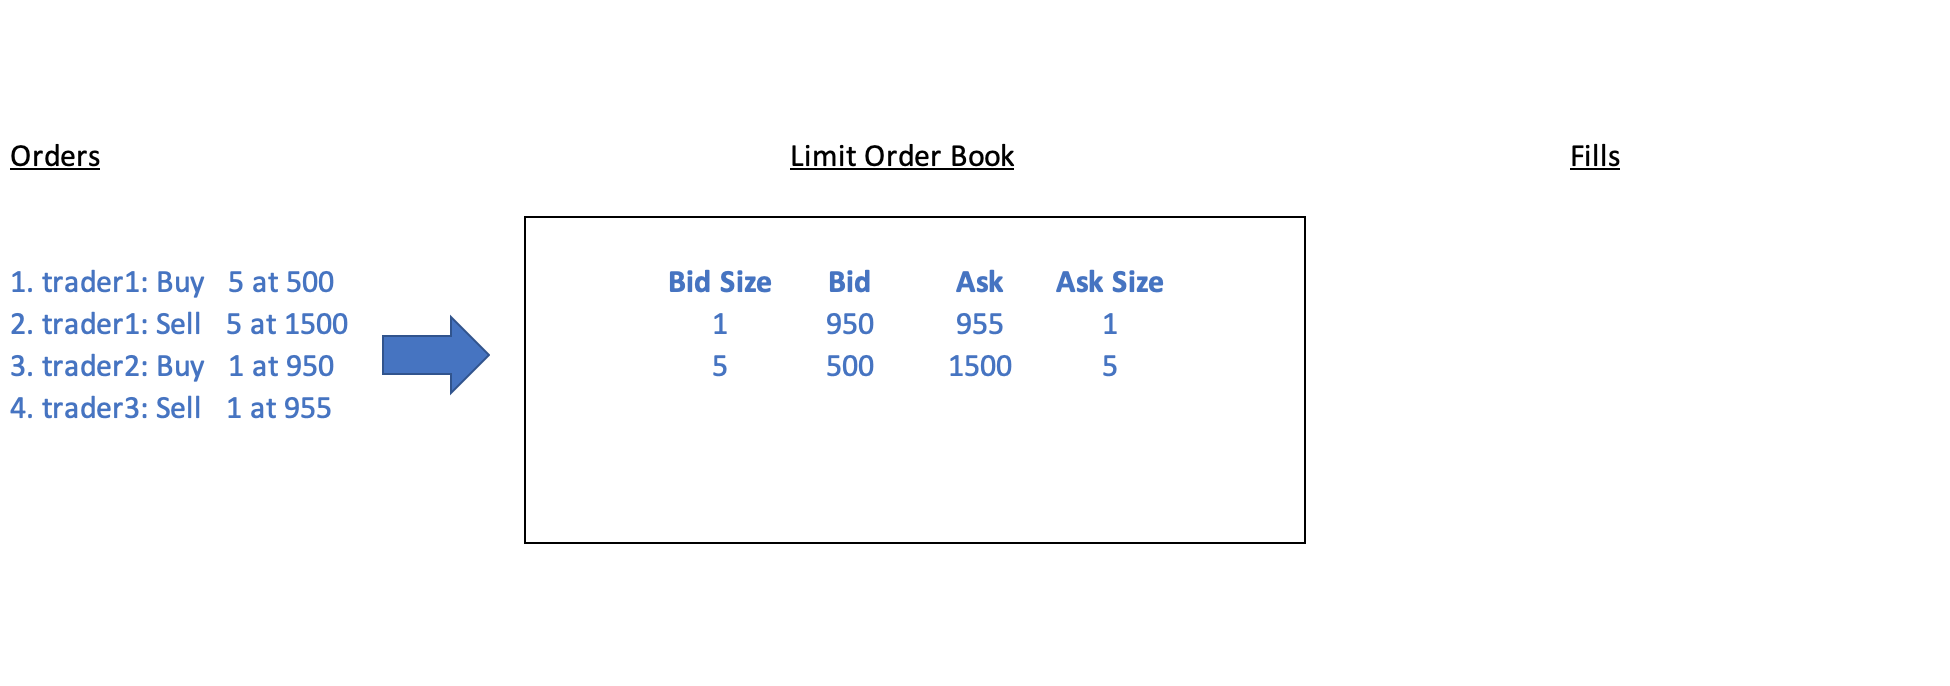 Orders
Limit Order Book
Fills
1. trader1: Buy 5 at 500
2. trader1: Sell 5 at 1500
3. trader2: Buy 1 at 950
4. trader3: Sell 1 at 955
Bid Size Bid Ask Ask Size
1 950 955 1
5 500 1500 5